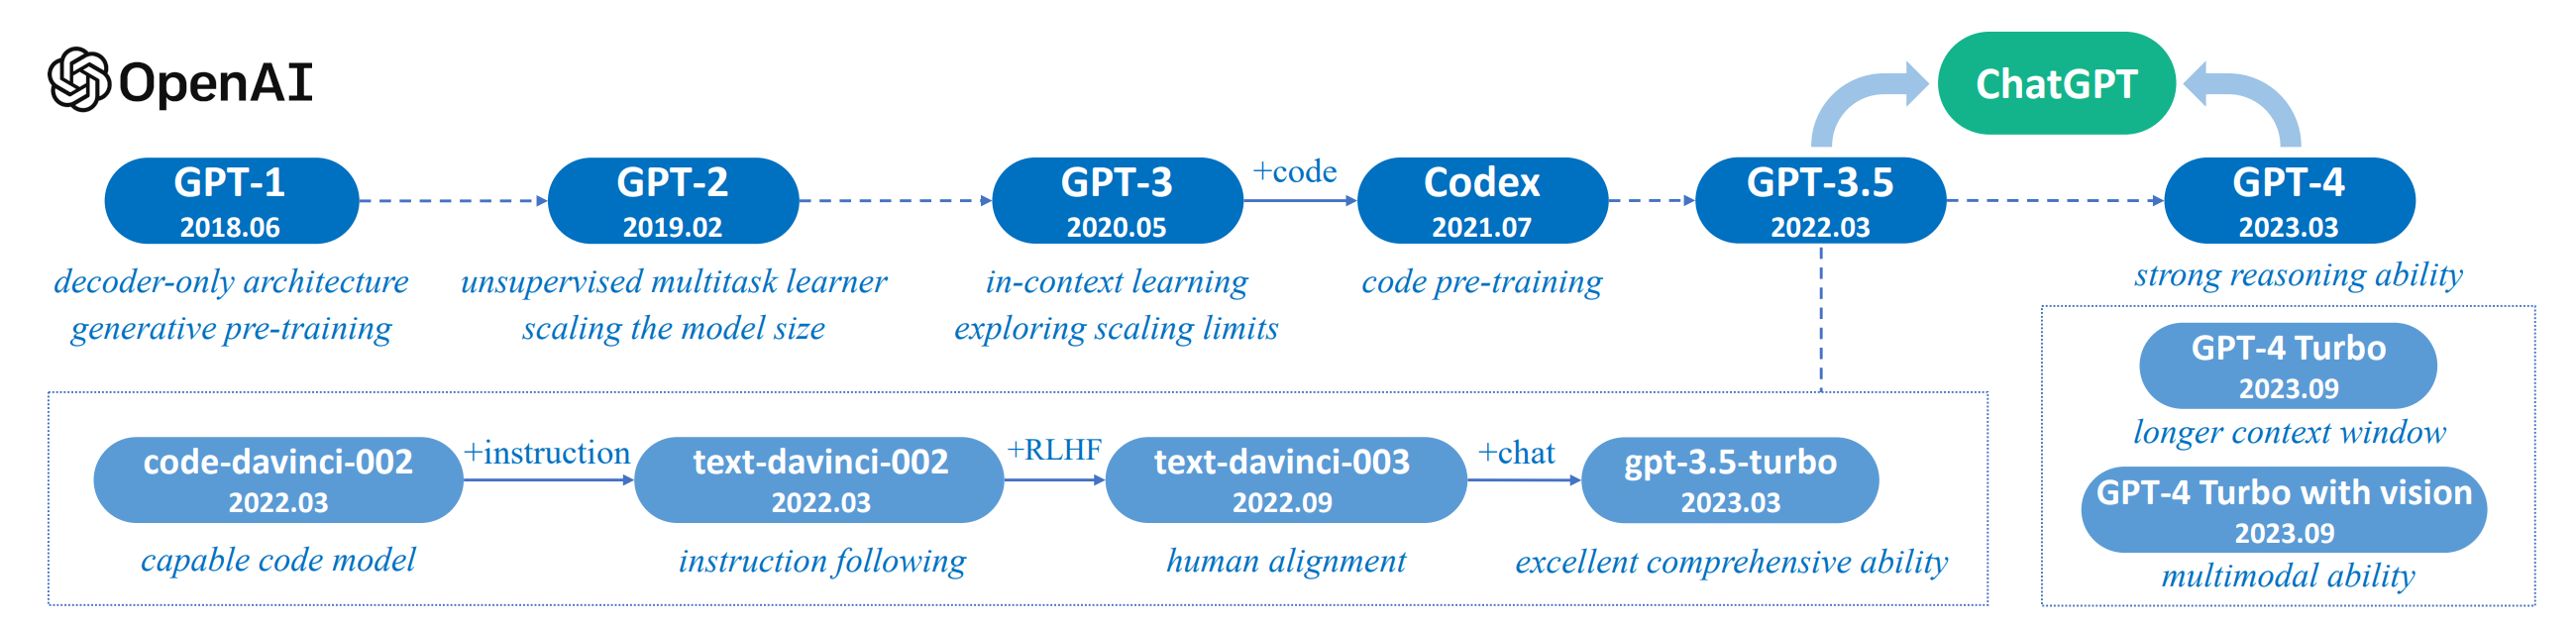 OpenAI
ChatGPT
GPT-1
2018.06
decoder-only architecture
generative pre-training
GPT-2
2019.02
unsupervised multitask learner
scaling the model size
GPT-3
2020.05
in-context learning
exploring scaling limits
+code
Codex
2021.07
code pre-training
GPT-3.5
2022.03
GPT-4
2023.03
strong reasoning ability
code-davinci-002
2022.03
capable code model
+instruction
text-davinci-002
2022.03
instruction following
+RLHF
text-davinci-003
2022.09
human alignment
+chat
gpt-3.5-turbo
2023.03
excellent comprehensive ability
GPT-4 Turbo
2023.09
longer context window
GPT-4 Turbo with vision
2023.09
multimodal ability